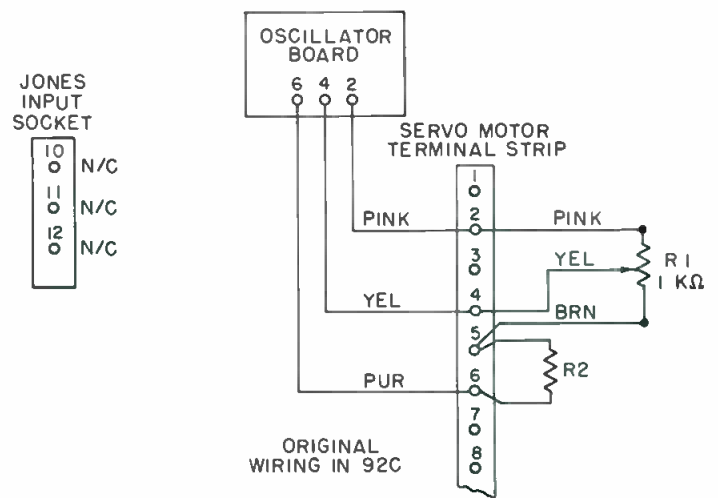 OSCILLATOR
BOARD
6 4 2
JONES
INPUT
SOCKET
10 N/C
11 N/C
12 N/C
SERVO MOTOR
TERMINAL STRIP
1
PINK 2 PINK
3 YEL
R1
1 KΩ
YEL 4
BRN
5
R2
PUR 6
7
8
ORIGINAL
WIRING IN 92C